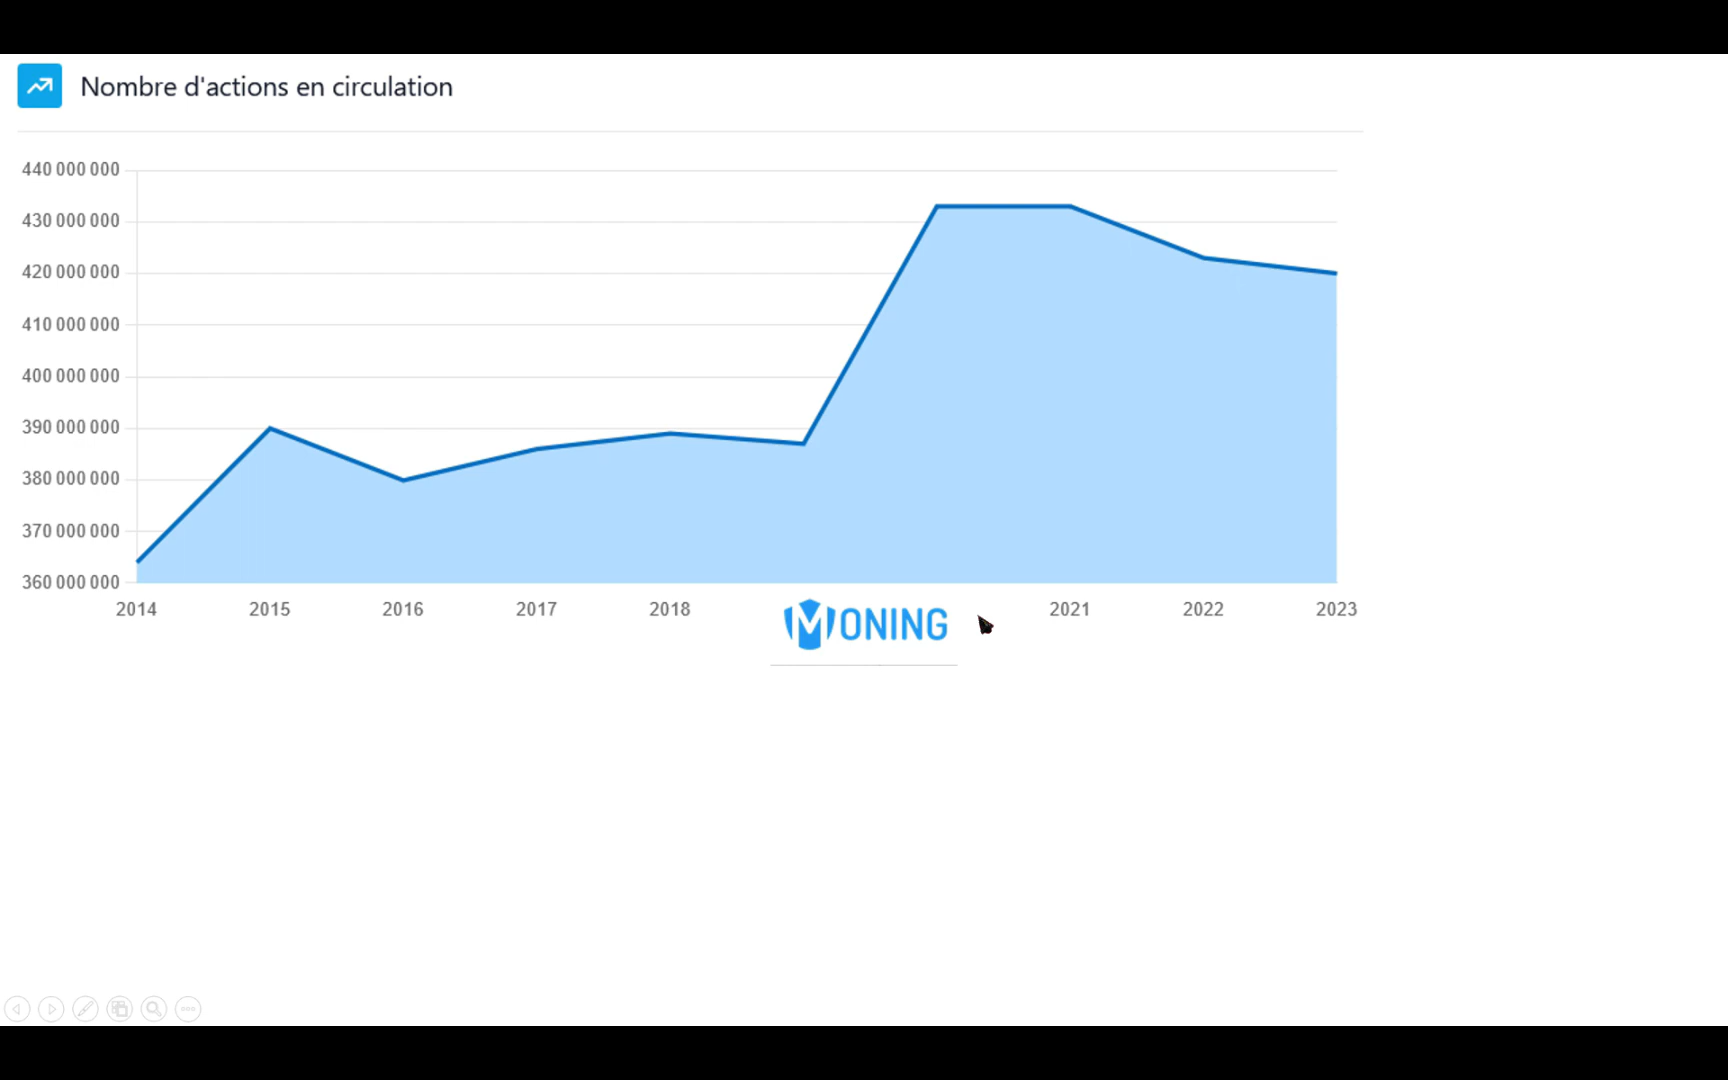 Nombre d'actions en circulation
440 000 000
430 000 000
420 000 000
410 000 000
400 000 000
390 000 000
380 000 000
370 000 000
360 000 000
2014 2015 2016 2017 2018 2021 2022 2023
MONING